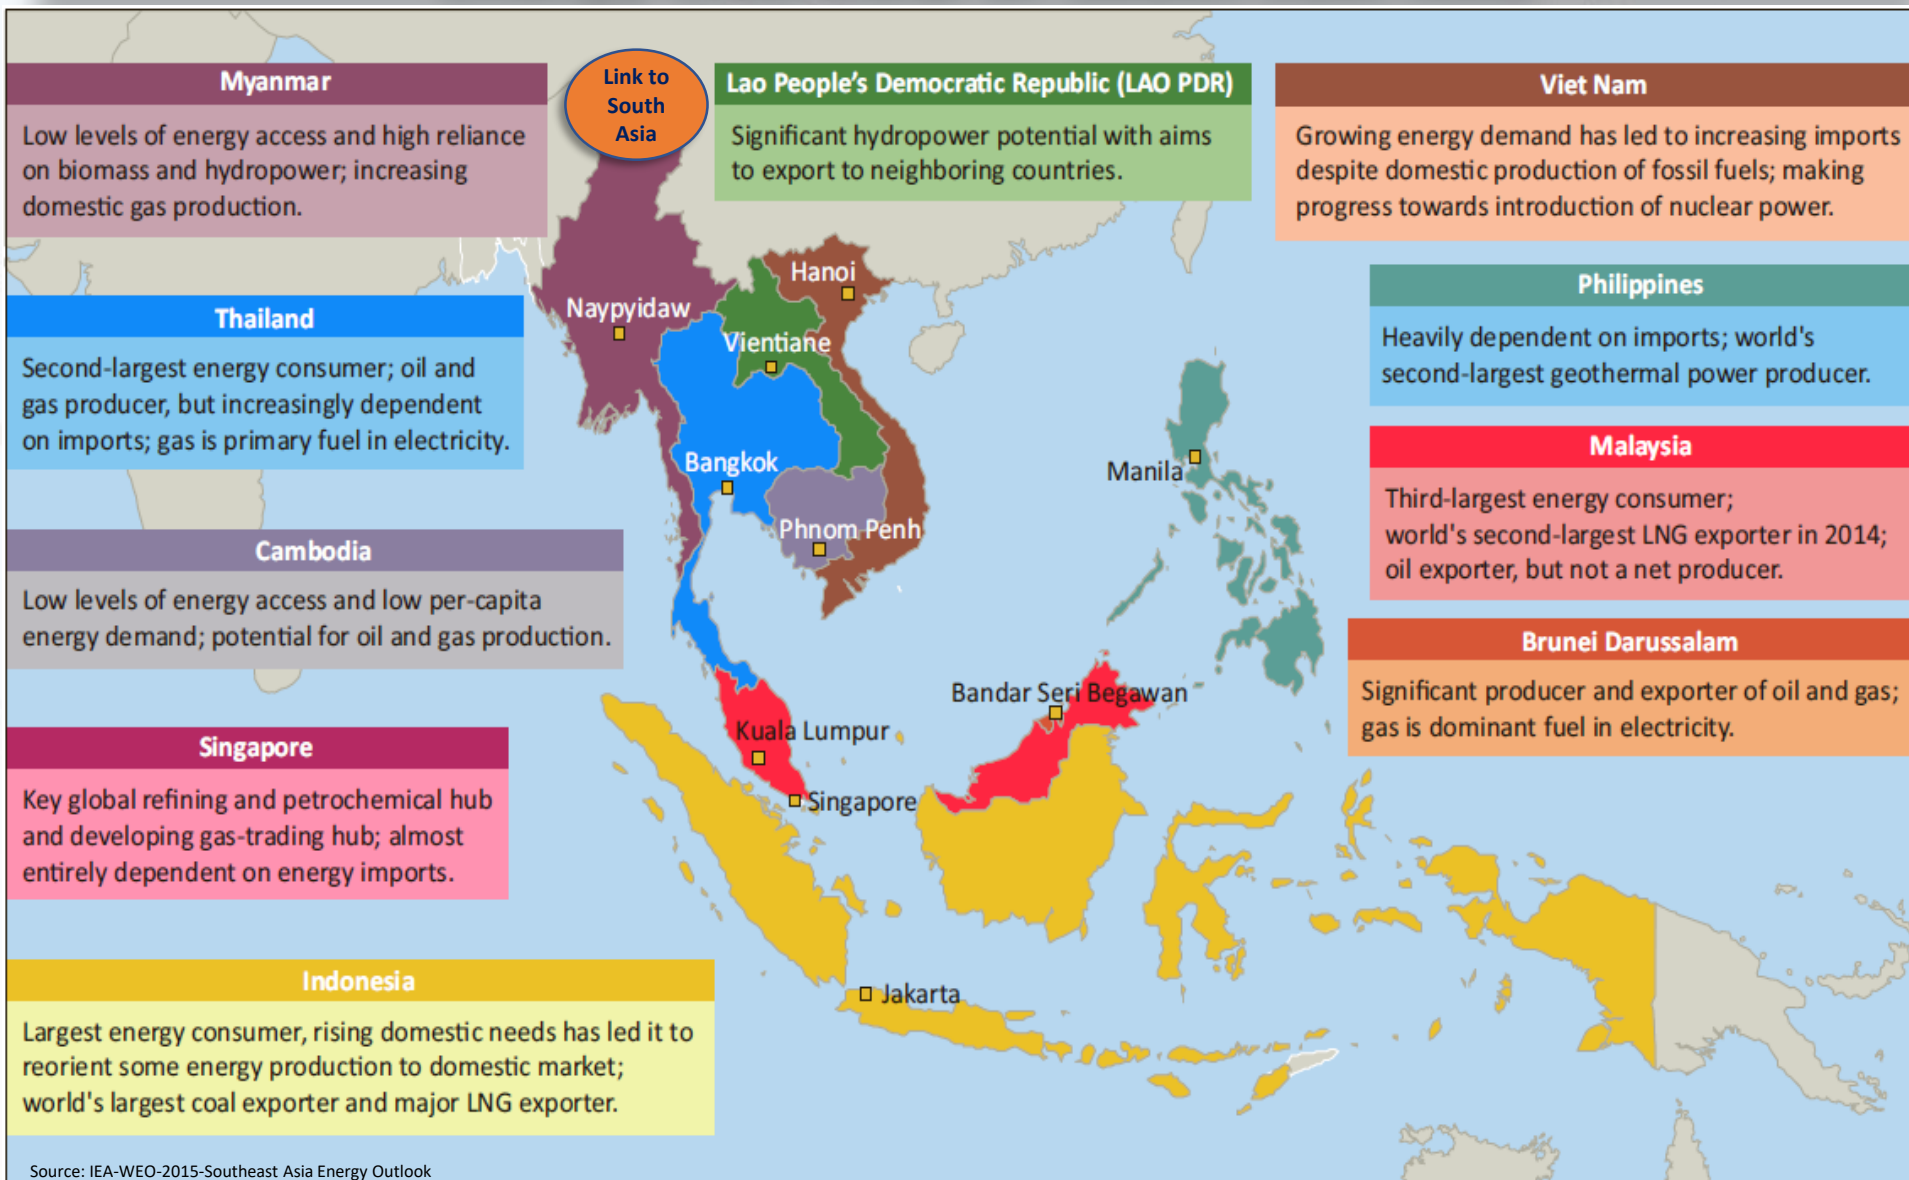 Myanmar
Low levels of energy access and high reliance
on biomass and hydropower; increasing
domestic gas production.
Link to
South
Asia
Lao People's Democratic Republic (LAO PDR)
Significant hydropower potential with aims
to export to neighboring countries.
Viet Nam
Growing energy demand has led to increasing imports
despite domestic production of fossil fuels; making
progress towards introduction of nuclear power.
Thailand
Second-largest energy consumer; oil and
gas producer, but increasingly dependent
on imports; gas is primary fuel in electricity.
Philippines
Heavily dependent on imports; world's
second-largest geothermal power producer.
Malaysia
Third-largest energy consumer;
world's second-largest LNG exporter in 2014;
oil exporter, but not a net producer.
Cambodia
Low levels of energy access and low per-capita
energy demand; potential for oil and gas production.
Brunei Darussalam
Significant producer and exporter of oil and gas;
gas is dominant fuel in electricity.
Singapore
Key global refining and petrochemical hub
and developing gas-trading hub; almost
entirely dependent on energy imports.
Indonesia
Largest energy consumer, rising domestic needs has led it to
reorient some energy production to domestic market;
world's largest coal exporter and major LNG exporter.
Hanoi
Naypyidaw
Vientiane
Bangkok
Manila
Phnom Penh
Bandar Seri Begawan
Kuala Lumpur
Singapore
Jakarta
Source: IEA-WEO-2015-Southeast Asia Energy Outlook